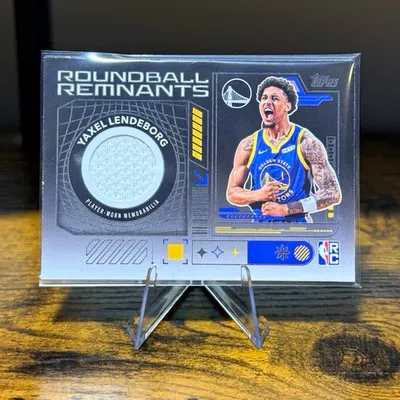 ROUNDBALL
REMNANTS
YAXEL LENDEBORG
PLAYER-WORN MEMORABILIA
Topps
GOLDEN STATE
RC